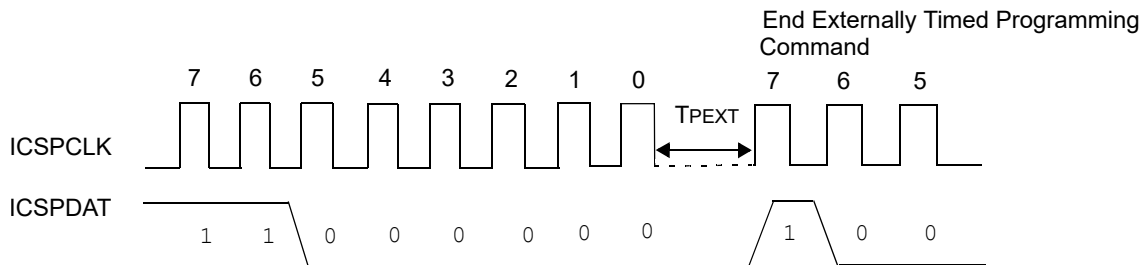 End Externally Timed Programming
Command
7 6 5 4 3 2 1 0 7 6 5
TPEXT
ICSPCLK
ICSPDAT
1 1 0 0 0 0 0 0 1 0 0